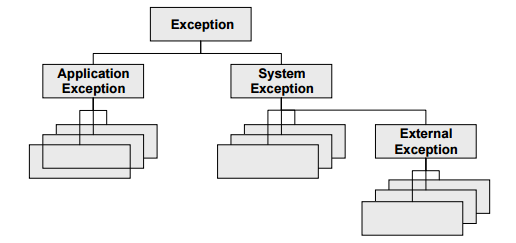 Exception
Application
Exception
System
Exception
External
Exception